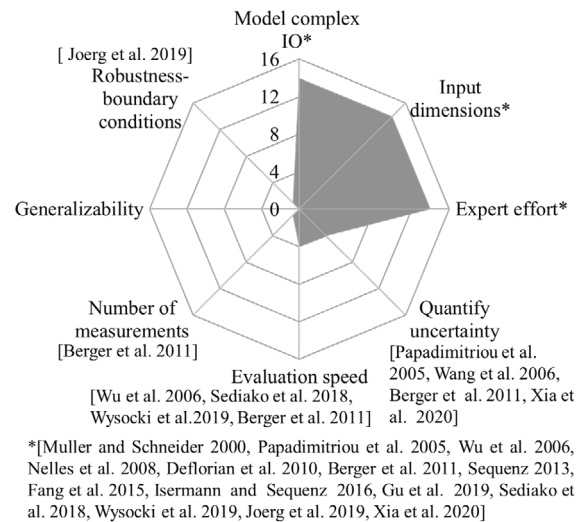 Model complex
IO*
[ Joerg et al. 2019]
Robustness-
boundary
conditions
16
12
8
4
0
Input
dimensions*
Generalizability
Expert effort*
Number of
measurements
[Berger et al. 2011]
Quantify
uncertainty
[Papadimitriou et al.
2005, Wang et al. 2006,
Berger et  al. 2011, Xia
et al.  2020]
Evaluation speed
[Wu et al. 2006, Sediako et al. 2018,
Wysocki et al.2019, Berger et al. 2011]
*[Muller and Schneider 2000, Papadimitriou et al. 2005, Wu et al. 2006,
Nelles et al. 2008, Deflorian et al. 2010, Berger et al. 2011, Sequenz 2013,
Fang et al. 2015, Isermann  and  Sequenz  2016, Gu et al.  2019, Sediako et
al. 2018, Wysocki et al. 2019, Joerg et al. 2019, Xia et al. 2020]